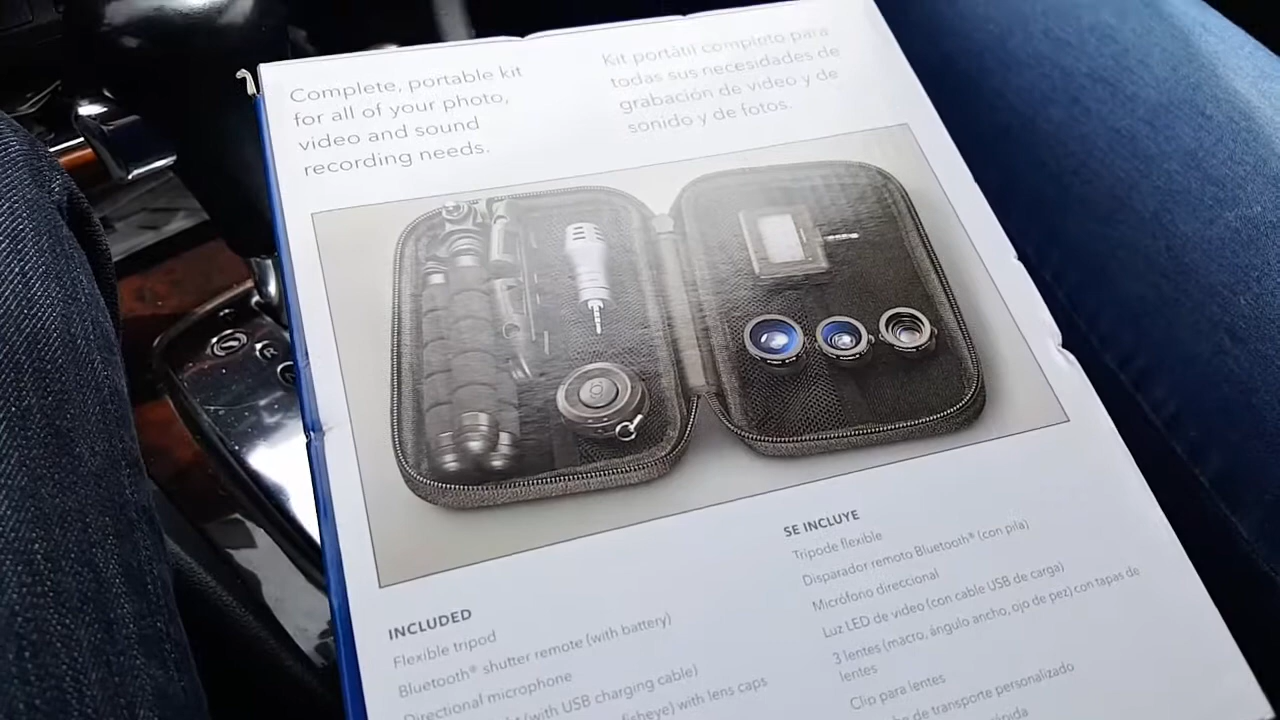 Complete, portable kit
for all of your photo,
video and sound
recording needs.
Kit portátil completo para
todas sus necesidades de
grabación de video y de
sonido y de fotos.
INCLUDED
Flexible tripod
Bluetooth® shutter remote (with battery)
Directional microphone
(with USB charging cable)
fisheye) with lens caps
SE INCLUYE
Tripode flexible
Disparador remoto Bluetooth® (con pila)
Micrófono direccional
Luz LED de video (con cable USB de carga)
3 lentes (macro, ángulo ancho, ojo de pez) con tapas de
lentes
Clip para lentes
de transporte personalizado
R